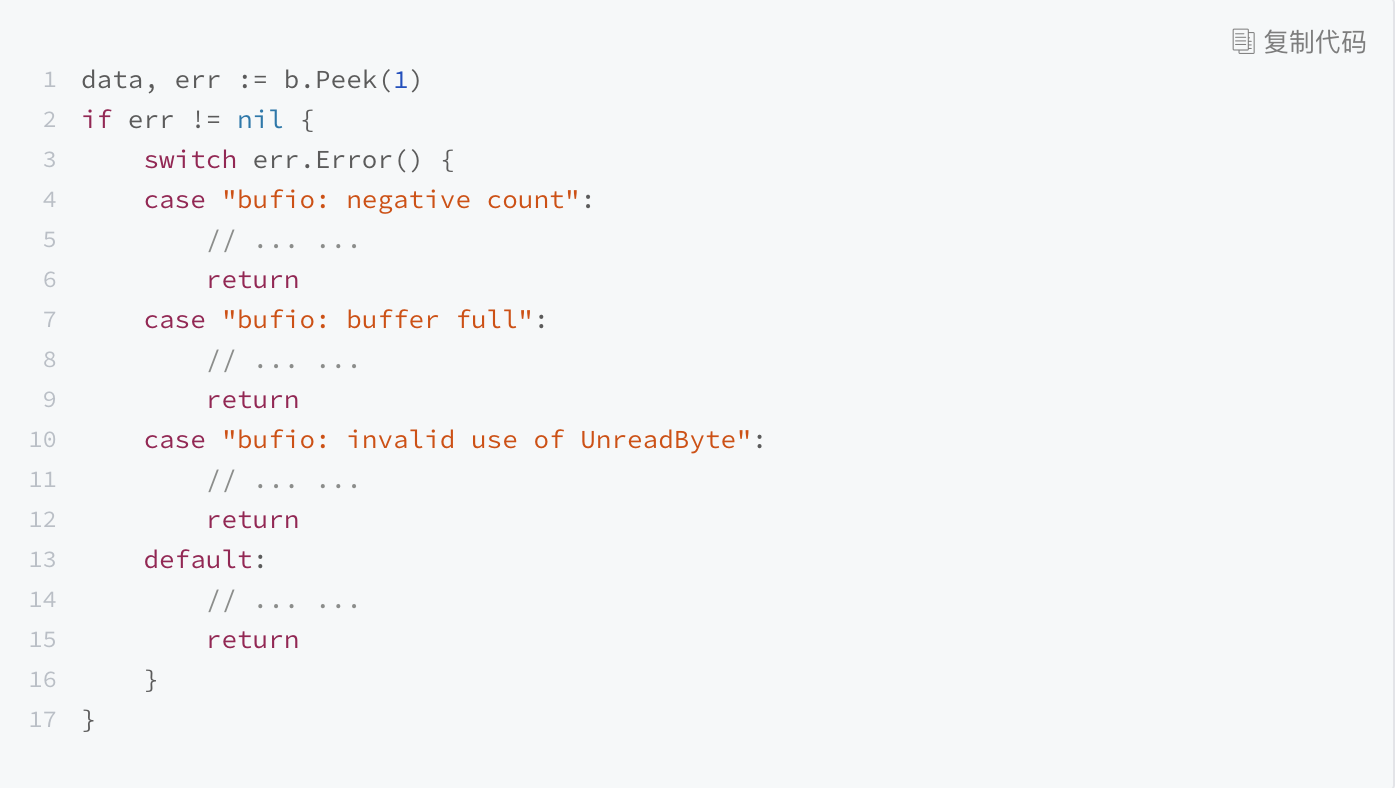 复制代码
1 data, err := b.Peek(1)
2 if err != nil {
3     switch err.Error() {
4     case "bufio: negative count":
5         // ... ...
6         return
7     case "bufio: buffer full":
8         // ... ...
9         return
10     case "bufio: invalid use of UnreadByte":
11         // ... ...
12         return
13     default:
14         // ... ...
15         return
16     }
17 }